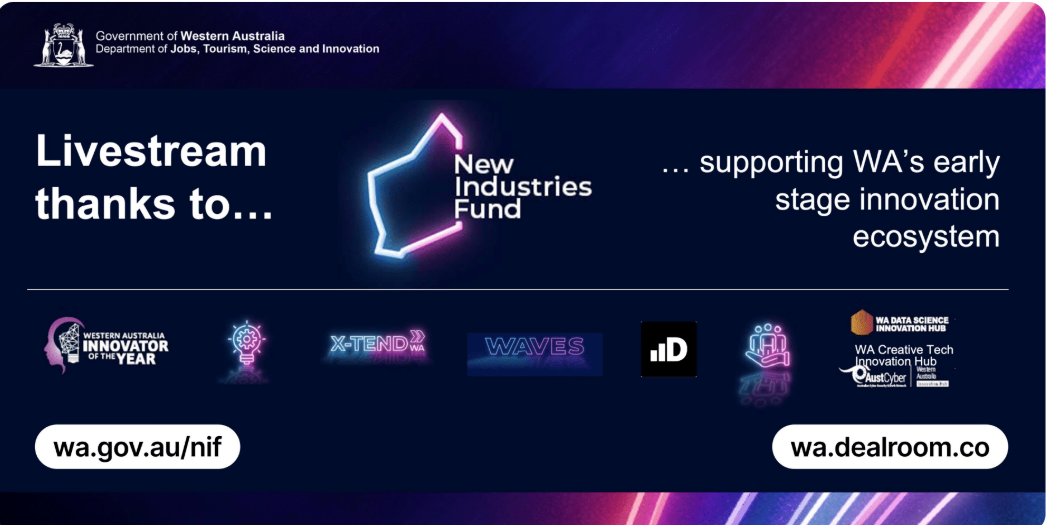 Government of Western Australia
Department of Jobs, Tourism, Science and Innovation
Livestream
thanks to...
New
Industries
Fund
... supporting WA's early
stage innovation
ecosystem
WESTERN AUSTRALIA
INNOVATOR
OF THE YEAR
X-TEND WA
WAVES
D
WA DATA SCIENCE
INNOVATION HUB
WA Creative Tech
Innovation Hub
AustCyber
Western
Australia
Innovation Hub
wa.gov.au/nif
wa.dealroom.co